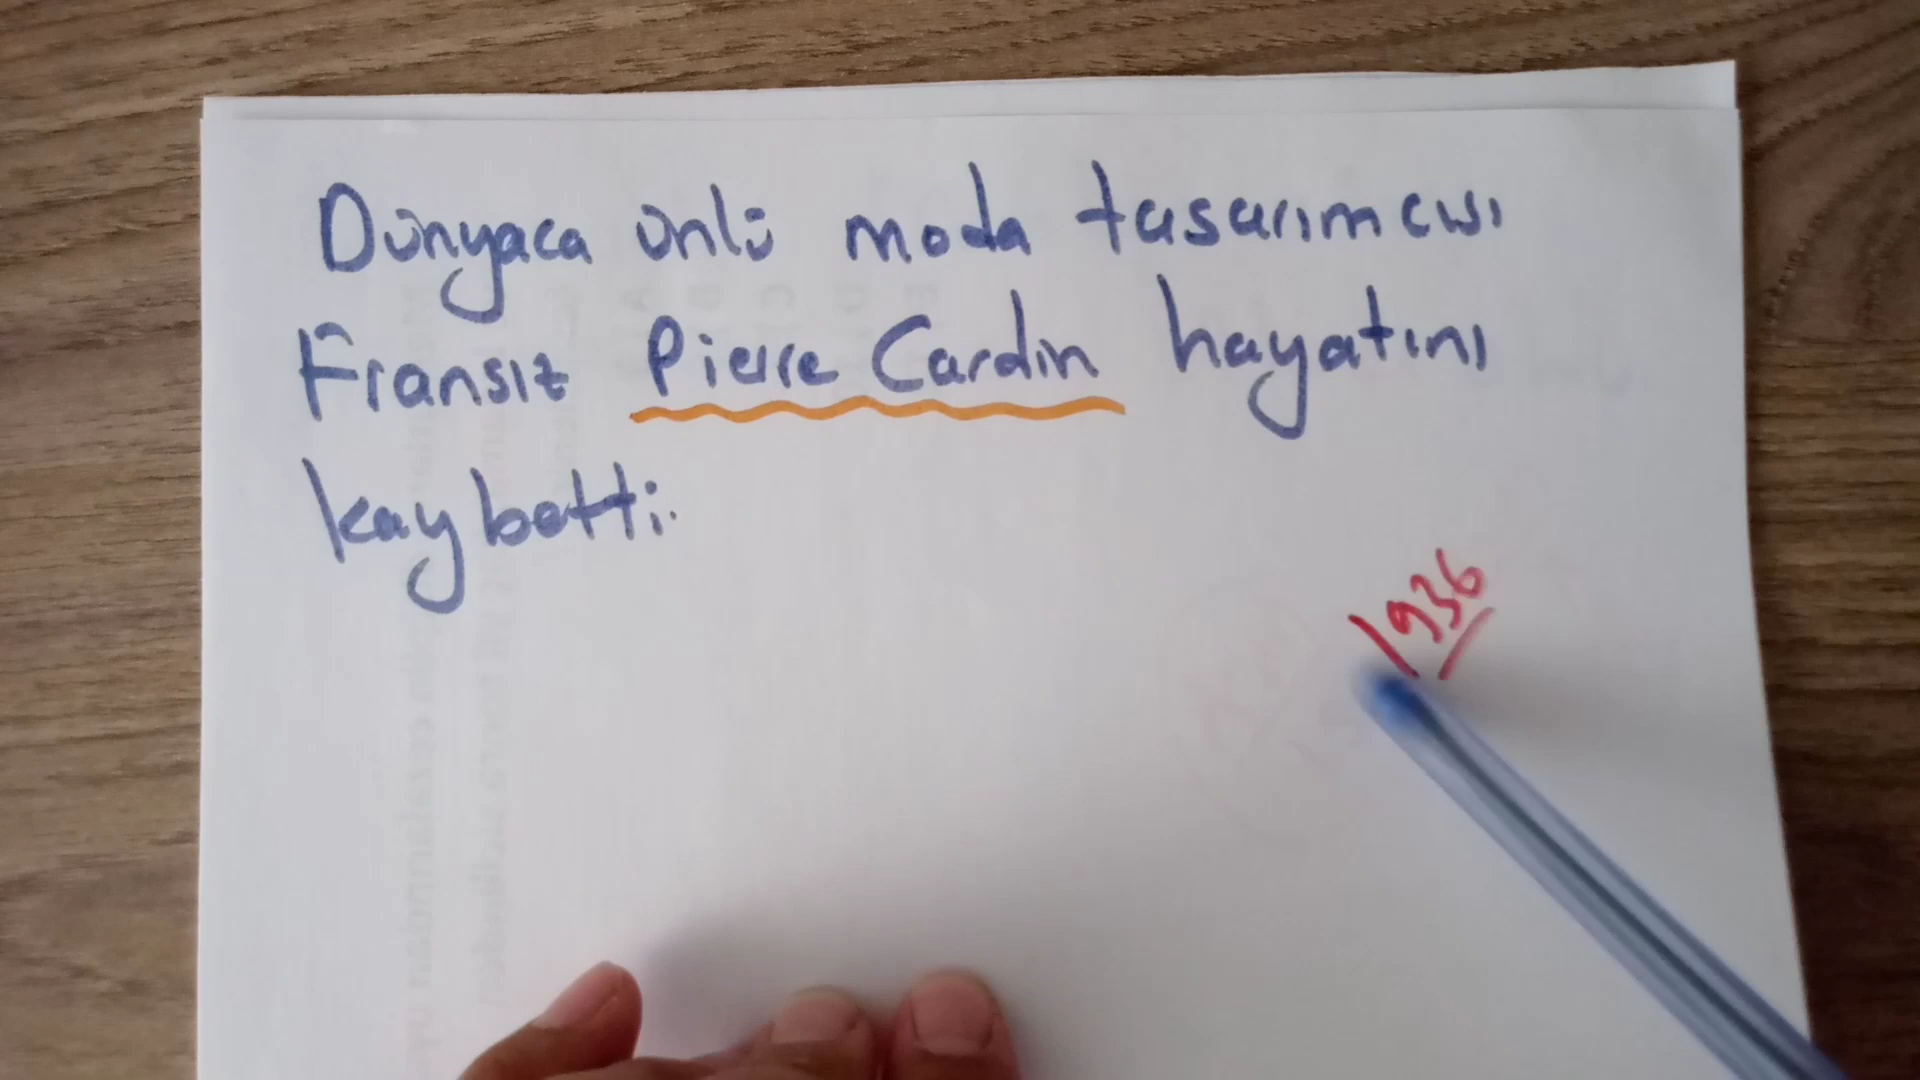 Dünyaca ünlü moda tasarımcısı
Fransız Pierre Cardin hayatını
kaybetti.
1936